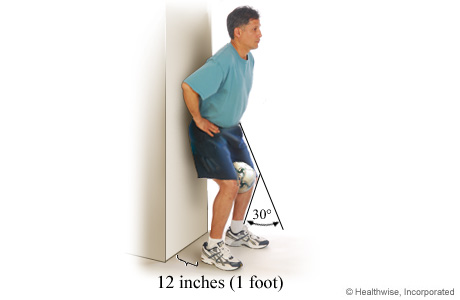 30°
12 inches (1 foot)
© Healthwise, Incorporated